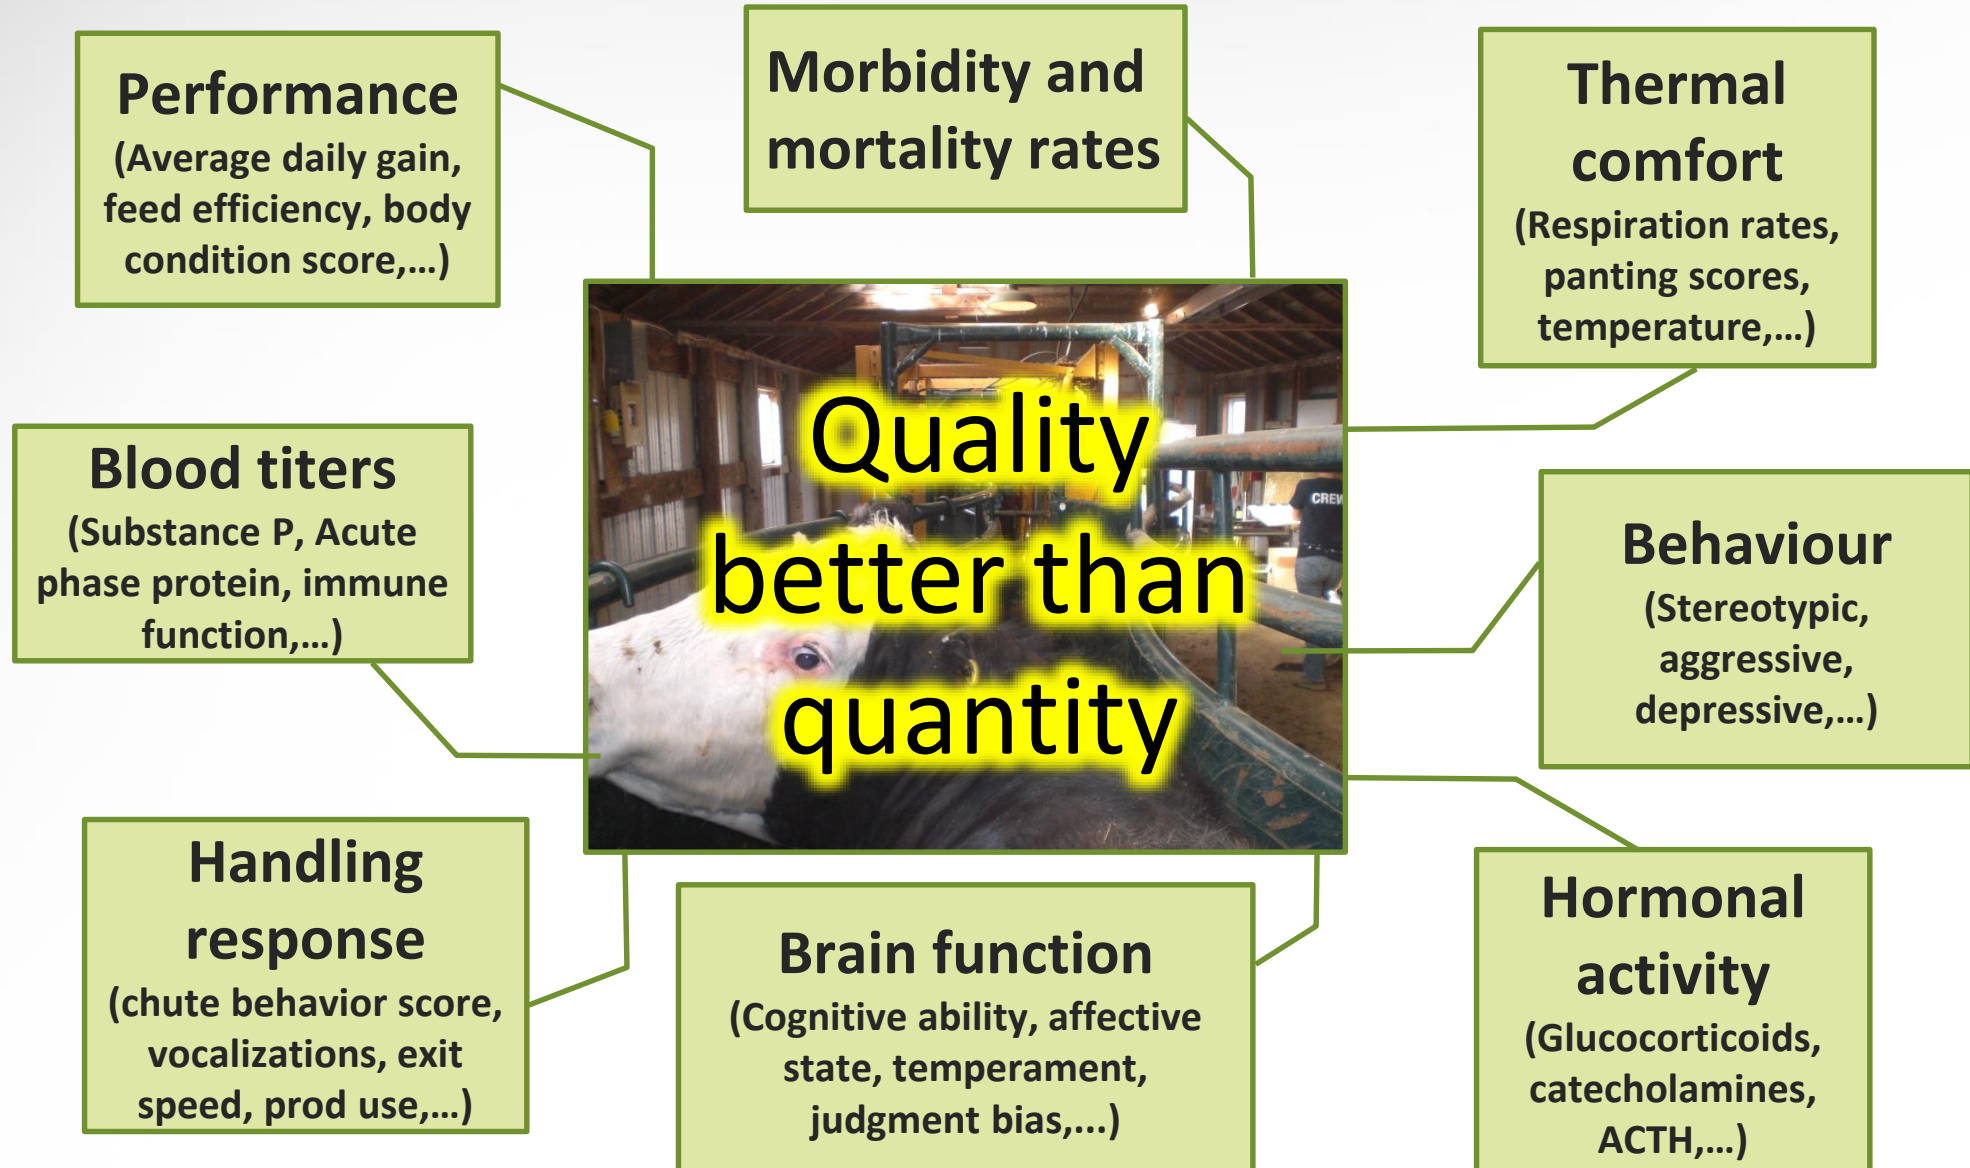 Performance
(Average daily gain,
feed efficiency, body
condition score,...)
Morbidity and
mortality rates
Thermal
comfort
(Respiration rates,
panting scores,
temperature,...)
Blood titers
(Substance P, Acute
phase protein, immune
function,...)
Quality
better than
quantity
CREW
Behaviour
(Stereotypic,
aggressive,
depressive,...)
Handling
response
(chute behavior score,
vocalizations, exit
speed, prod use,...)
Brain function
(Cognitive ability, affective
state, temperament,
judgment bias,...)
Hormonal
activity
(Glucocorticoids,
catecholamines,
ACTH,...)